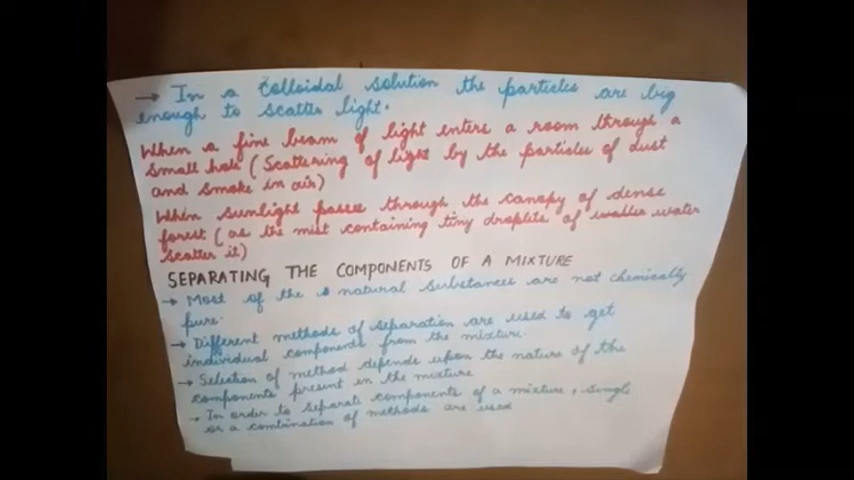 → In a colloidal solution the particles are big
enough to scatter light.
When a fine beam of light enters a room through a
small hole (Scattering of light by the particles of dust
and smoke in air)
When sunlight passes through the canopy of dense
forest (as the mist containing tiny droplets of water
scatter it)
SEPARATING THE COMPONENTS OF A MIXTURE
→ Most of the natural substances are not chemically
pure.
→ Different methods of separation are used to get
individual components from the mixture.
→ Selection of method depends upon the nature of the
components present in the mixture
→ In order to separate components of a mixture, single
or a combination of methods are used